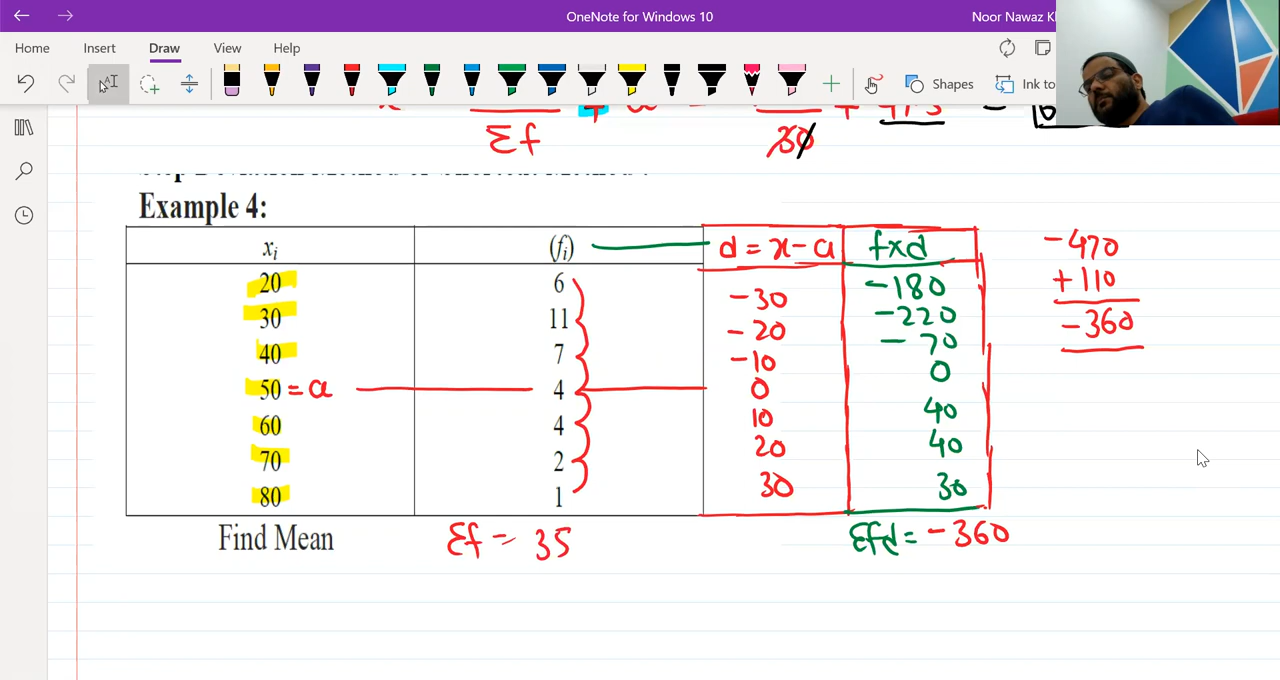 OneNote for Windows 10
Noor Nawaz Kh
Home Insert Draw View Help
Shapes
Ink to
Σf
30
Example 4:
xi (fi) d = x - a f x d
20 6 -30 -180
30 11 -20 -220
40 7 -10 -70
50 = a 4 0 0
60 4 10 40
70 2 20 40
80 1 30 30
Find Mean Σf = 35 Σfd = -360
-470
+110
-360